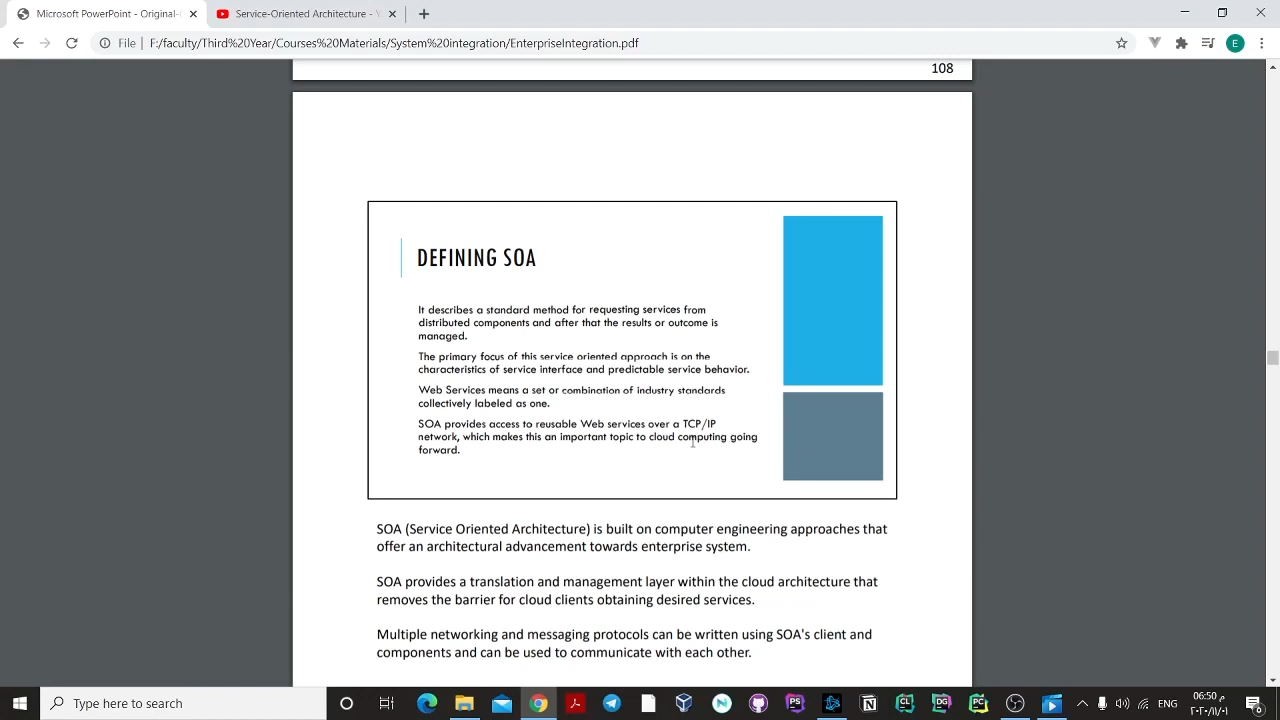 Microsoft PowerPoint - Original-
Service-Oriented Architecture -
File
F:/faculty/Third%20Year/Courses%20Materials/System%20integration/EnterpriseIntegration.pdf
E
108
DEFINING SOA
It describes a standard method for requesting services from
distributed components and after that the results or outcome is
managed.
The primary focus of this service oriented approach is on the
characteristics of service interface and predictable service behavior.
Web Services means a set or combination of industry standards
collectively labeled as one.
SOA provides access to reusable Web services over a TCP/IP
network, which makes this an important topic to cloud computing going
forward.
SOA (Service Oriented Architecture) is built on computer engineering approaches that
offer an architectural advancement towards enterprise system.
SOA provides a translation and management layer within the cloud architecture that
removes the barrier for cloud clients obtaining desired services.
Multiple networking and messaging protocols can be written using SOA's client and
components and can be used to communicate with each other.
Type here to search
N
PS
CL
DG
PC
ENG
06:50